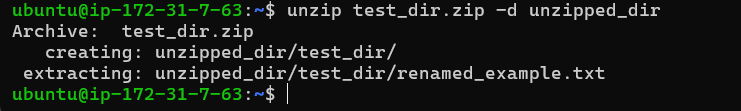 ubuntu@ip-172-31-7-63:~$ unzip test_dir.zip -d unzipped_dir
Archive:  test_dir.zip
   creating: unzipped_dir/test_dir/
 extracting: unzipped_dir/test_dir/renamed_example.txt
ubuntu@ip-172-31-7-63:~$